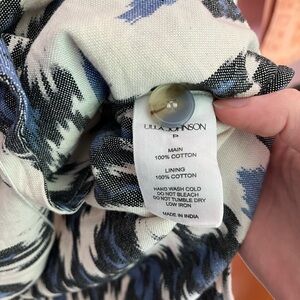 ULLA JOHNSON
P
MAIN
100% COTTON
LINING
100% COTTON
HAND WASH COLD
DO NOT BLEACH
DO NOT TUMBLE DRY
LOW IRON
MADE IN INDIA